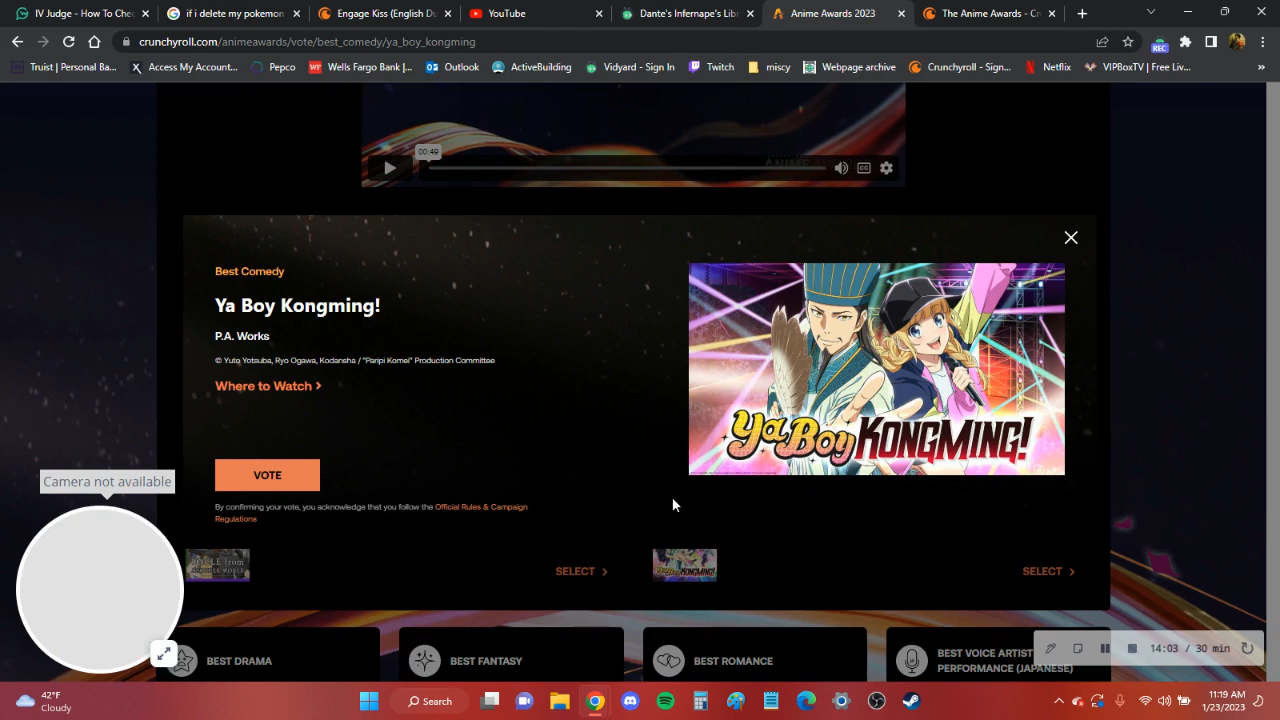 IV Judge - How To Chec
if i delete my pokemon
Engage Kiss (English Du
YouTube
Dante's Infernape's Libr
Anime Awards 2023
The Anime Awards - Cr
crunchyroll.com/animeawards/vote/best_comedy/ya_boy_kongming
REC
Truist | Personal Ba...
Access My Account...
Pepco
Wells Fargo Bank |...
Outlook
ActiveBuilding
Vidyard - Sign In
Twitch
miscy
Webpage archive
Crunchyroll - Sign...
Netflix
VIPBoxTV | Free Liv...
»
00:49
CC
Best Comedy
Ya Boy Kongming!
P.A. Works
© Yuto Yotsuba, Ryo Ogawa, Kodansha / "Paripi Komei" Production Committee
Where to Watch >
Ya Boy KONGMING!
VOTE
Camera not available
By confirming your vote, you acknowledge that you follow the Official Rules & Campaign
Regulations
SELECT >
SELECT >
BEST DRAMA
BEST FANTASY
BEST ROMANCE
BEST VOICE ARTIST
PERFORMANCE (JAPANESE)
14:03 / 30 min
42°F
Cloudy
Search
11:19 AM
1/23/2023